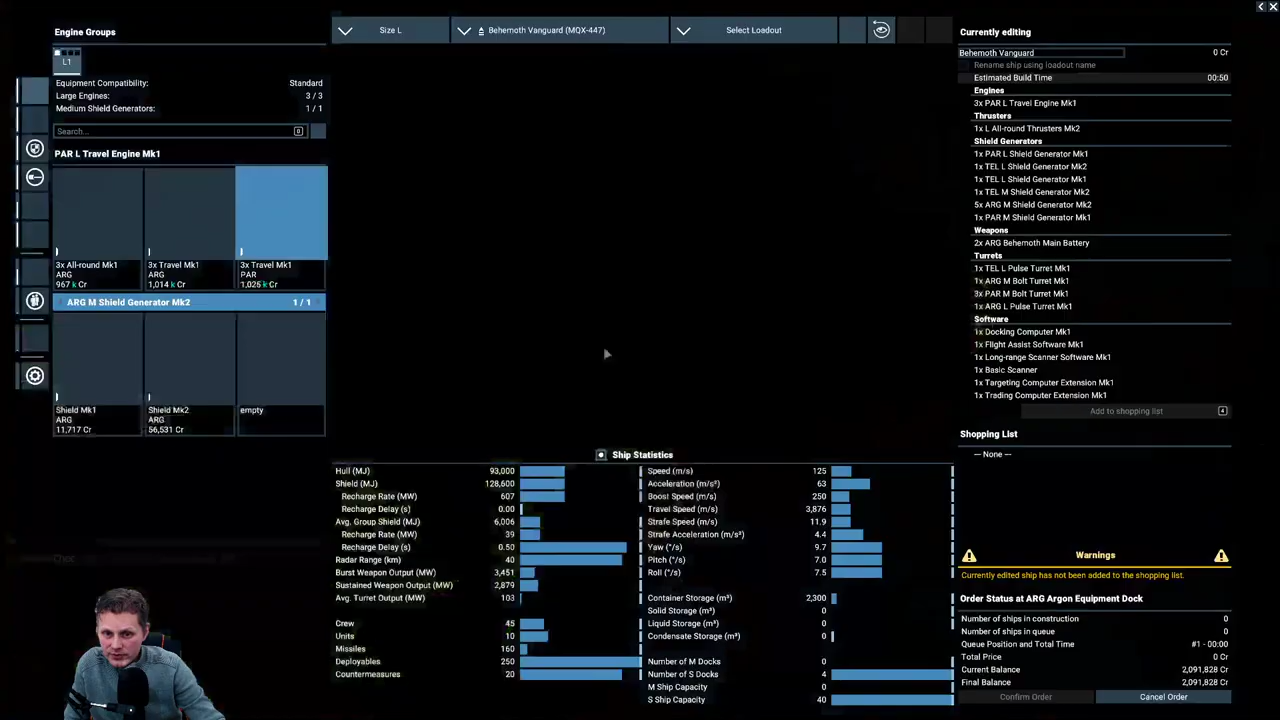 Engine Groups
L1
Equipment Compatibility: Standard
Large Engines: 3 / 3
Medium Shield Generators: 1 / 1
Search...
PAR L Travel Engine Mk1
3x All-round Mk1
ARG
967 k Cr
3x Travel Mk1
ARG
1,014 k Cr
3x Travel Mk1
PAR
1,025 k Cr
ARG M Shield Generator Mk2 1 / 1
Shield Mk1
ARG
11,717 Cr
Shield Mk2
ARG
56,531 Cr
empty
Size L
Behemoth Vanguard (MQX-447)
Select Loadout
Ship Statistics
Hull (MJ) 93,000
Shield (MJ) 128,600
Recharge Rate (MW) 607
Recharge Delay (s) 0.00
Avg. Group Shield (MJ) 6,006
Recharge Rate (MW) 39
Recharge Delay (s) 0.50
Radar Range (km) 40
Burst Weapon Output (MW) 3,451
Sustained Weapon Output (MW) 2,879
Avg. Turret Output (MW) 103
Crew 45
Units 10
Missiles 160
Deployables 250
Countermeasures 20
Speed (m/s) 125
Acceleration (m/s²) 63
Boost Speed (m/s) 250
Travel Speed (m/s) 3,876
Strafe Speed (m/s) 11.9
Strafe Acceleration (m/s²) 4.4
Yaw (°/s) 9.7
Pitch (°/s) 7.0
Roll (°/s) 7.5
Container Storage (m³) 2,300
Solid Storage (m³) 0
Liquid Storage (m³) 0
Condensate Storage (m³) 0
Number of M Docks 0
Number of S Docks 4
M Ship Capacity 0
S Ship Capacity 40
Currently editing
Behemoth Vanguard 0 Cr
Rename ship using loadout name
Estimated Build Time 00:50
Engines
3x PAR L Travel Engine Mk1
Thrusters
1x L All-round Thrusters Mk2
Shield Generators
1x PAR L Shield Generator Mk1
1x TEL L Shield Generator Mk2
1x TEL L Shield Generator Mk1
1x TEL M Shield Generator Mk2
5x ARG M Shield Generator Mk2
1x PAR M Shield Generator Mk1
Weapons
2x ARG Behemoth Main Battery
Turrets
1x TEL L Pulse Turret Mk1
1x ARG M Bolt Turret Mk1
3x PAR M Bolt Turret Mk1
1x ARG L Pulse Turret Mk1
Software
1x Docking Computer Mk1
1x Flight Assist Software Mk1
1x Long-range Scanner Software Mk1
1x Basic Scanner
1x Targeting Computer Extension Mk1
1x Trading Computer Extension Mk1
Add to shopping list 4
Shopping List
--- None ---
Warnings
Currently edited ship has not been added to the shopping list.
Order Status at ARG Argon Equipment Dock
Number of ships in construction 0
Number of ships in queue 0
Queue Position and Total Time #1 - 00:00
Total Price 0 Cr
Current Balance 2,091,828 Cr
Final Balance 2,091,828 Cr
Confirm Order
Cancel Order